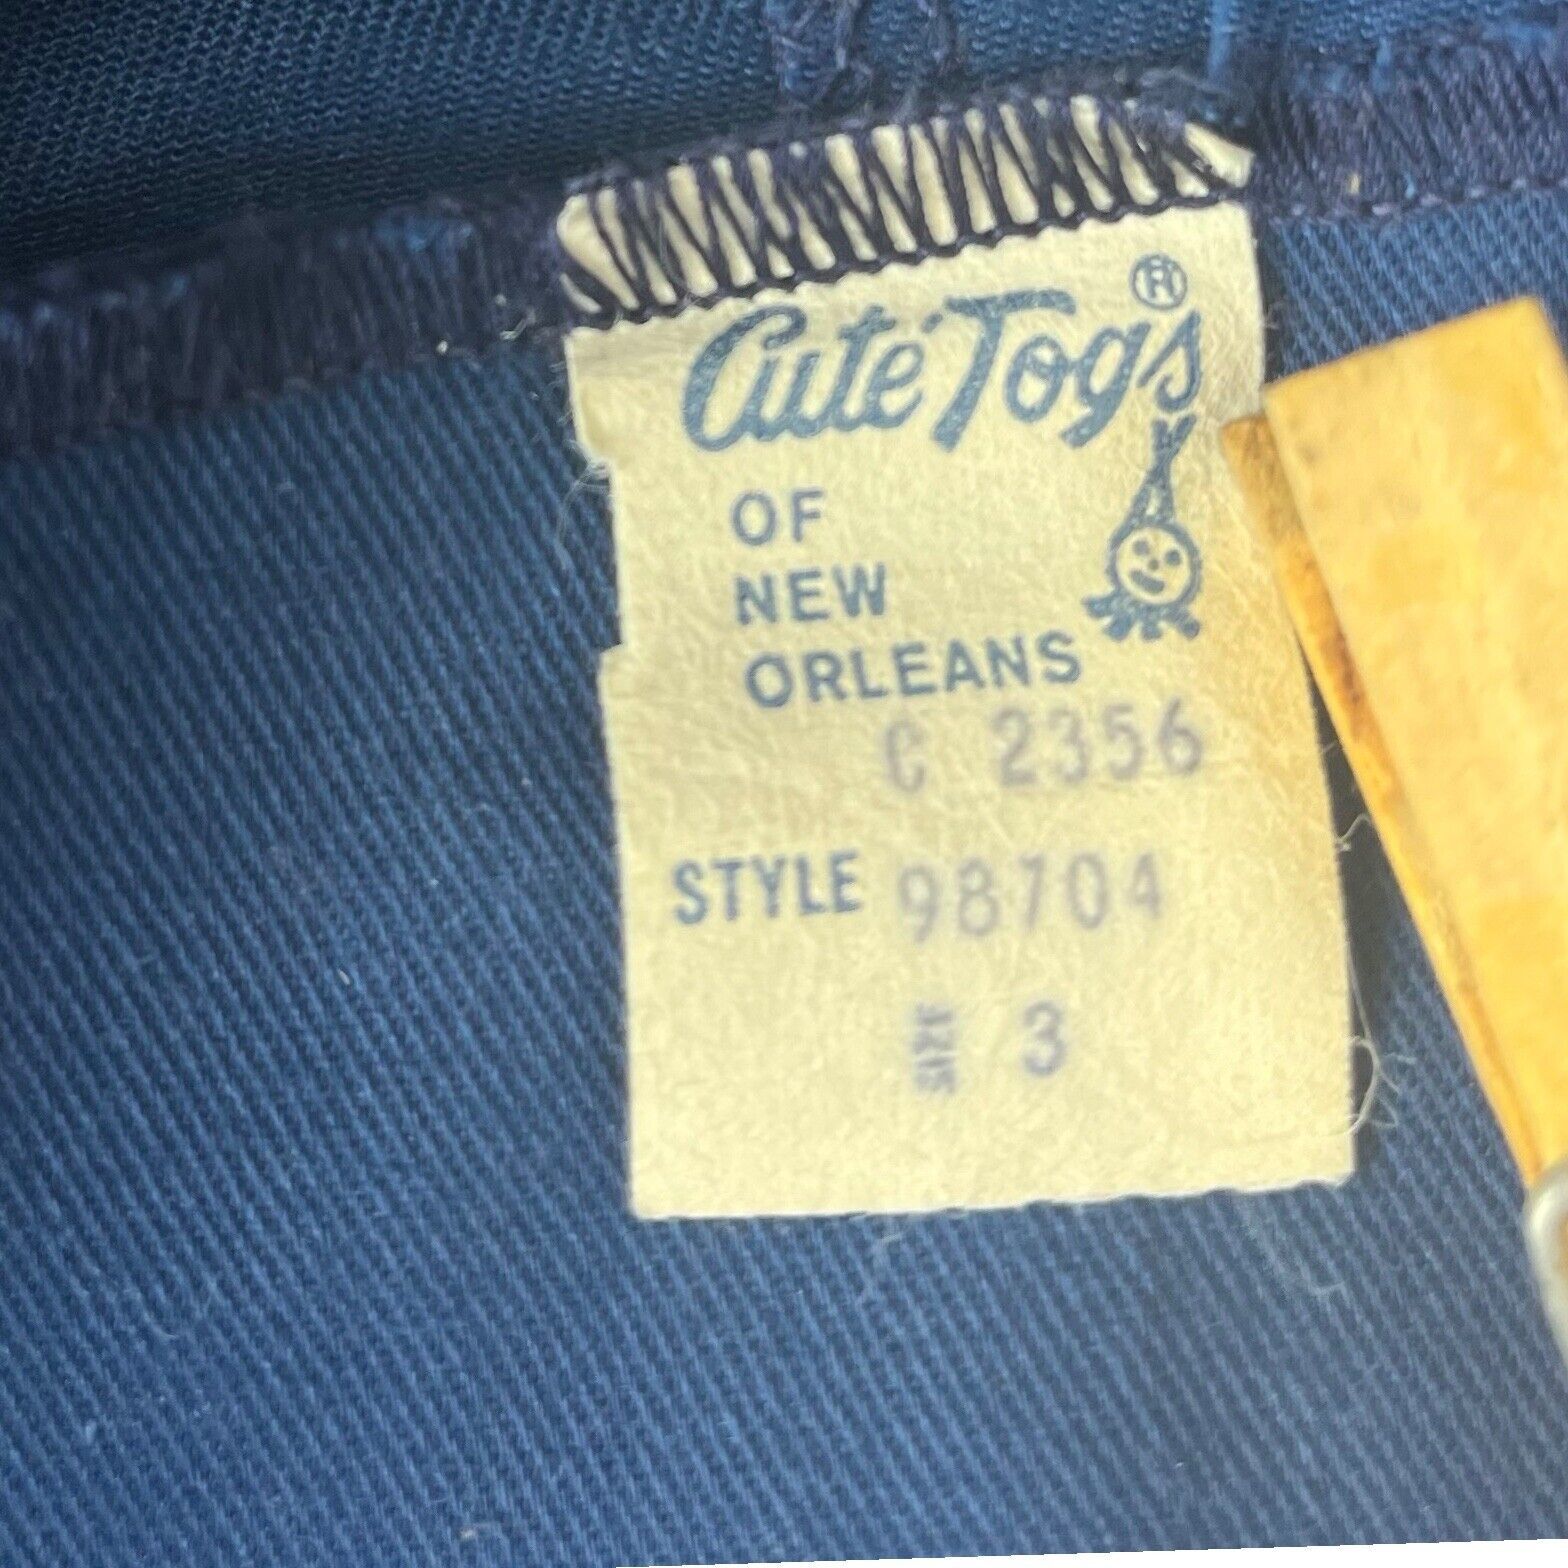 Cute Togs ®
OF
NEW
ORLEANS
C 2356
STYLE 98704
SIZE 3